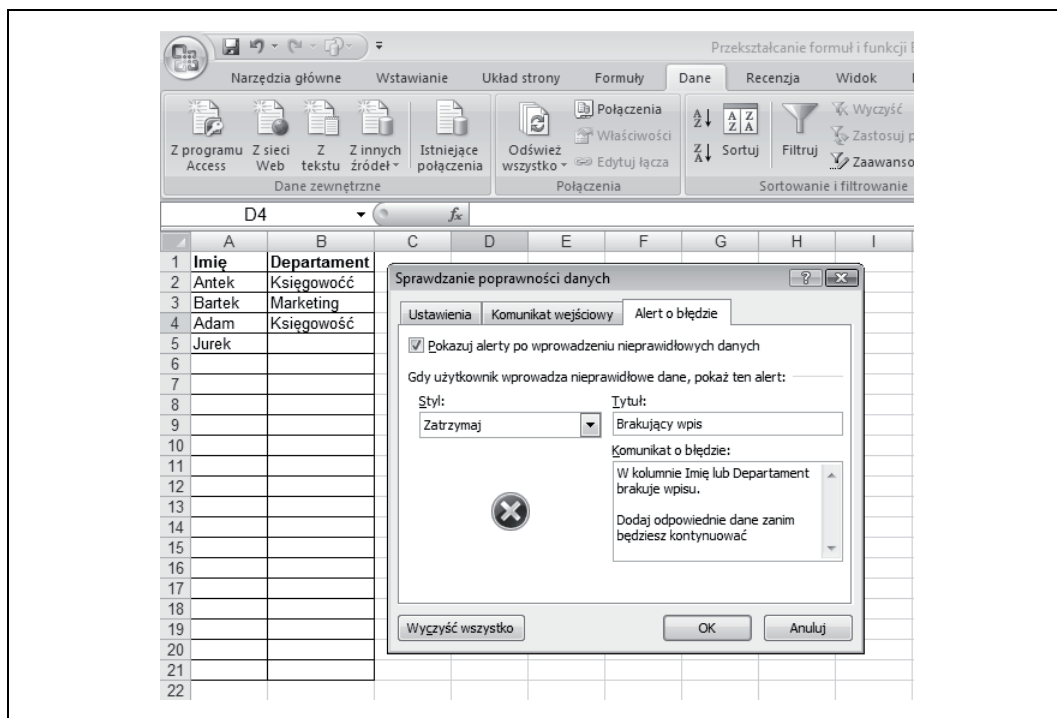 Przekształcanie formuł i funkcji
Narzędzia główne Wstawianie Układ strony Formuły Dane Recenzja Widok
Z programu Access
Z sieci Web
Z tekstu
Z innych źródeł
Istniejące połączenia
Dane zewnętrzne
Odśwież wszystko
Połączenia
Właściwości
Edytuj łącza
Połączenia
A Z
Z A
A Z
Z A
Sortuj
Filtruj
Wyczyść
Zastosuj
Sortowanie i filtrowanie
D4 fx
A B C D E F G H I
1 Imię Departament
2 Antek Księgowoćć
3 Bartek Marketing
4 Adam Księgowość
5 Jurek
6
7
8
9
10
11
12
13
14
15
16
17
18
19
20
21
22
Sprawdzanie poprawności danych ?
Ustawienia Komunikat wejściowy Alert o błędzie
Pokazuj alerty po wprowadzeniu nieprawidłowych danych
Gdy użytkownik wprowadza nieprawidłowe dane, pokaż ten alert:
Styl:
Zatrzymaj
Tytuł:
Brakujący wpis
Komunikat o błędzie:
W kolumnie Imię lub Departament
brakuje wpisu.
Dodaj odpowiednie dane zanim
będziesz kontynuować
Wyczyść wszystko OK Anuluj